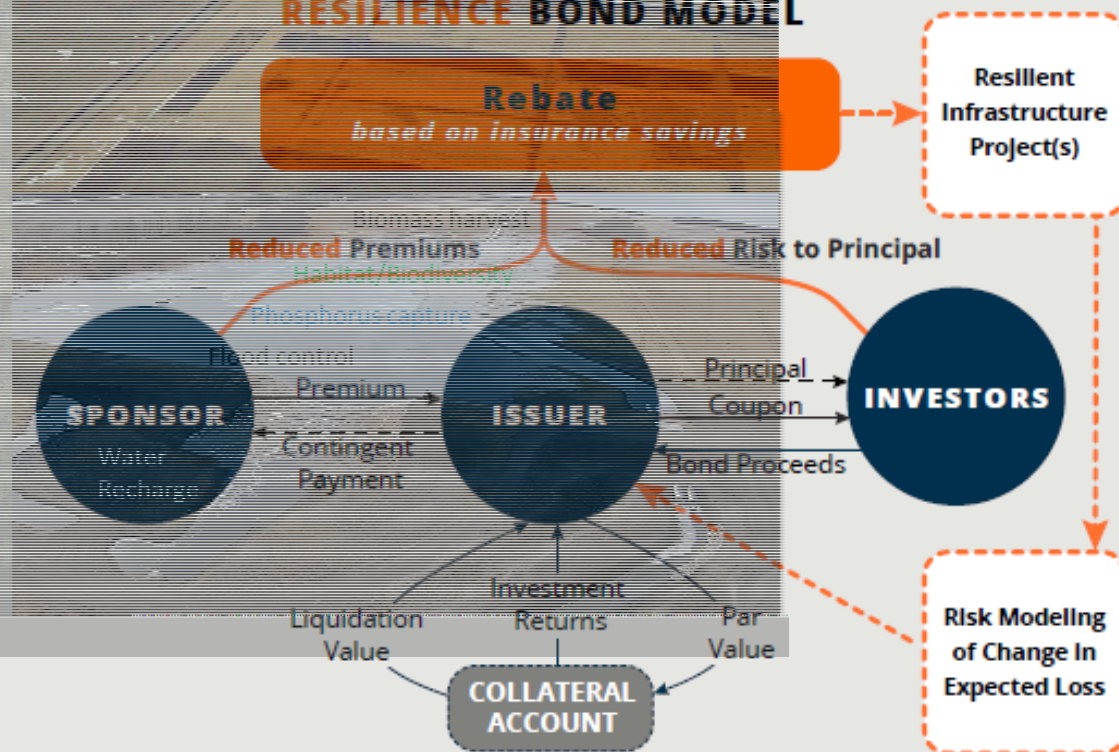 RESILIENCE BOND MODEL
Rebate
based on insurance savings
Resilient
Infrastructure
Project(s)
Biomass harvest
Reduced Premiums
Reduced Risk to Principal
Habitat/Biodiversity
Phosphorus capture
Flood control
Premium
Principal
Coupon
SPONSOR
ISSUER
INVESTORS
Contingent
Payment
Bond Proceeds
Water
Recharge
Liquidation
Value
Investment
Returns
Par
Value
COLLATERAL
ACCOUNT
Risk Modeling
of Change In
Expected Loss